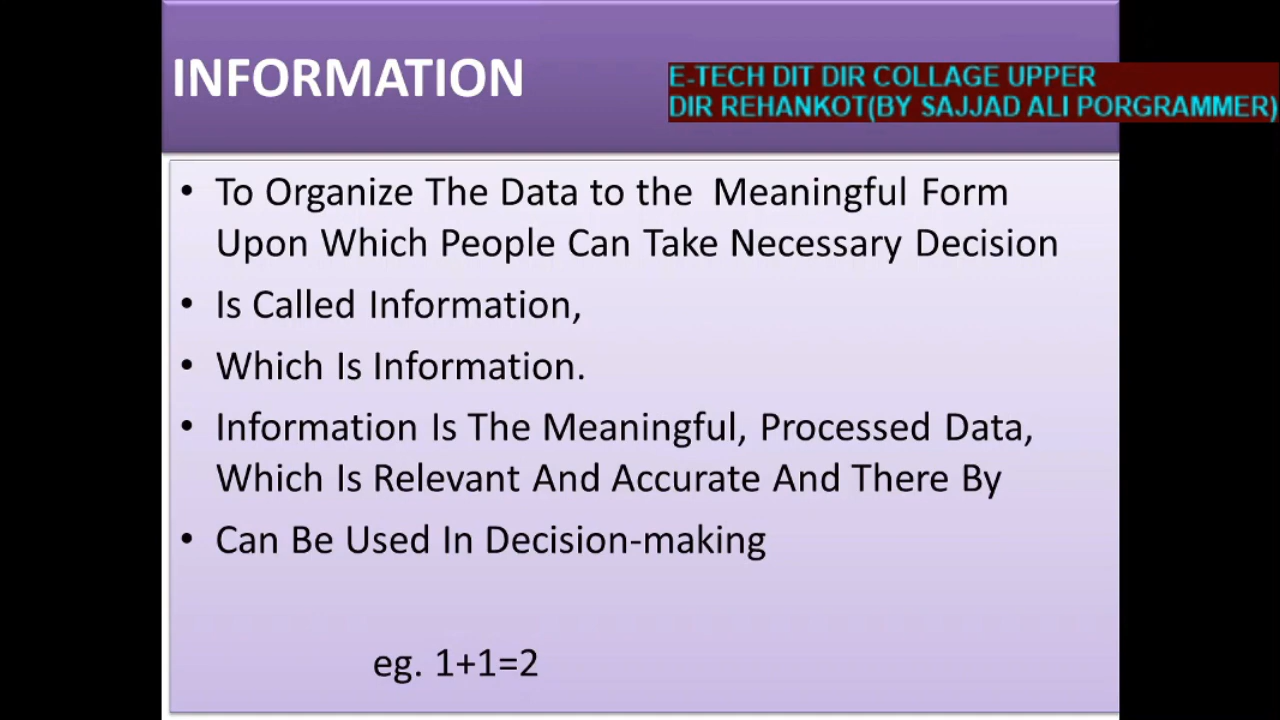 INFORMATION
E-TECH DIT DIR COLLAGE UPPER
DIR REHANKOT(BY SAJJAD ALI PORGRAMMER)
• To Organize The Data to the Meaningful Form
Upon Which People Can Take Necessary Decision
• Is Called Information,
• Which Is Information.
• Information Is The Meaningful, Processed Data,
Which Is Relevant And Accurate And There By
• Can Be Used In Decision-making
eg. 1+1=2